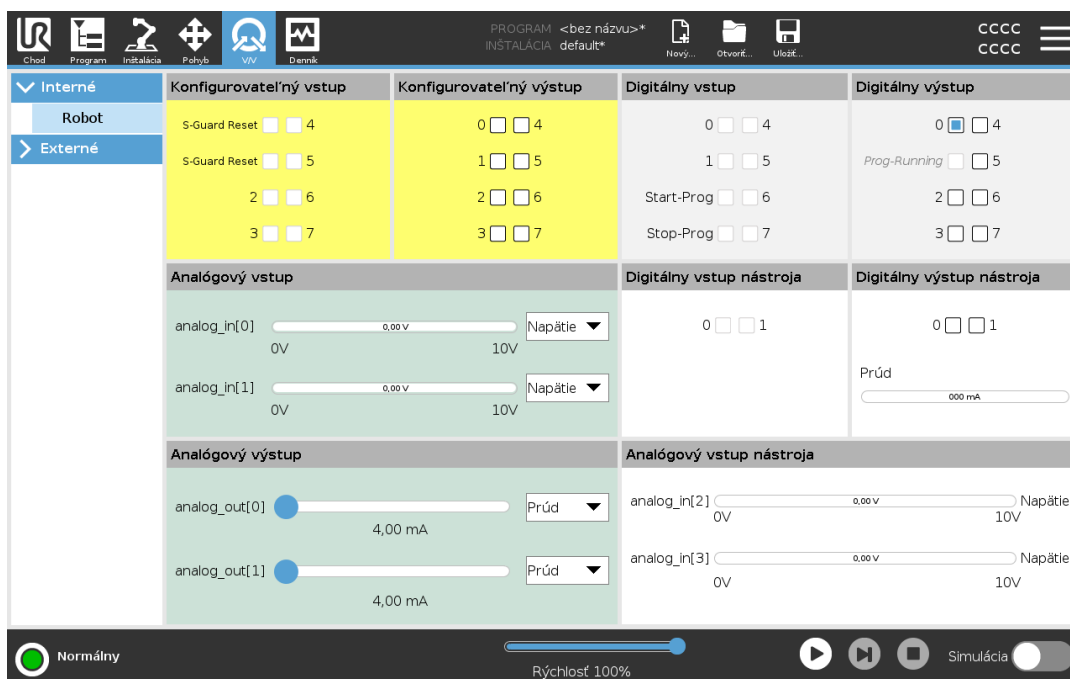 PROGRAM <bez názvu>*
INŠTALÁCIA default*
CCCC
CCCC
Chod Program Inštalácia Pohyb V/V Denník Nový... Otvoriť... Uložiť...
Interné
Robot
Externé
Konfigurovateľný vstup
S-Guard Reset 4
S-Guard Reset 5
2 6
3 7
Konfigurovateľný výstup
0 4
1 5
2 6
3 7
Digitálny vstup
0 4
1 5
Start-Prog 6
Stop-Prog 7
Digitálny výstup
0 4
Prog-Running 5
2 6
3 7
Analógový vstup
analog_in[0] 0,00 V Napätie
0V 10V
analog_in[1] 0,00 V Napätie
0V 10V
Digitálny vstup nástroja
0 1
Digitálny výstup nástroja
0 1
Prúd
000 mA
Analógový výstup
analog_out[0] Prúd
4,00 mA
analog_out[1] Prúd
4,00 mA
Analógový vstup nástroja
analog_in[2] 0,00 V Napätie
0V 10V
analog_in[3] 0,00 V Napätie
0V 10V
Normálny
Rýchlosť 100%
Simulácia